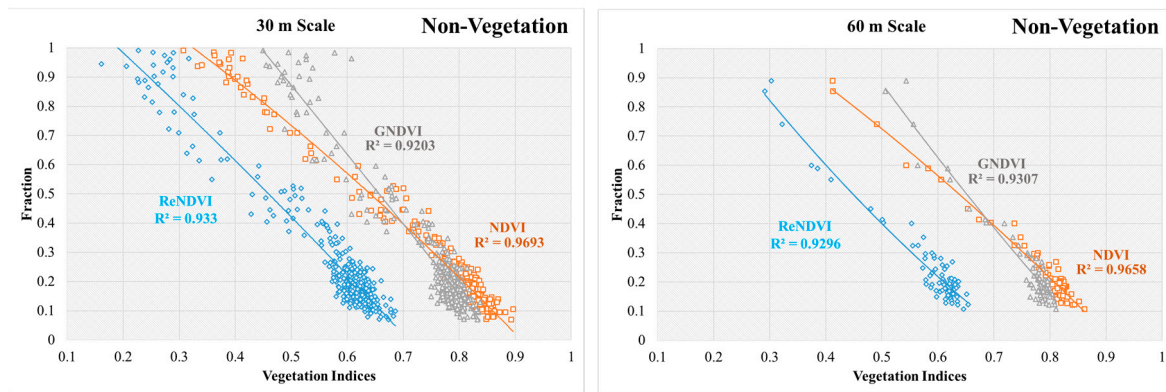 30 m Scale
Non-Vegetation
1
0.9
0.8
0.7
0.6
0.5
0.4
0.3
0.2
0.1
0
Fraction
GNDVI
R² = 0.9203
ReNDVI
R² = 0.933
NDVI
R² = 0.9693
0.1 0.2 0.3 0.4 0.5 0.6 0.7 0.8 0.9 1
Vegetation Indices
60 m Scale
Non-Vegetation
1
0.9
0.8
0.7
0.6
0.5
0.4
0.3
0.2
0.1
0
Fraction
GNDVI
R² = 0.9307
ReNDVI
R² = 0.9296
NDVI
R² = 0.9658
0.1 0.2 0.3 0.4 0.5 0.6 0.7 0.8 0.9 1
Vegetation Indices